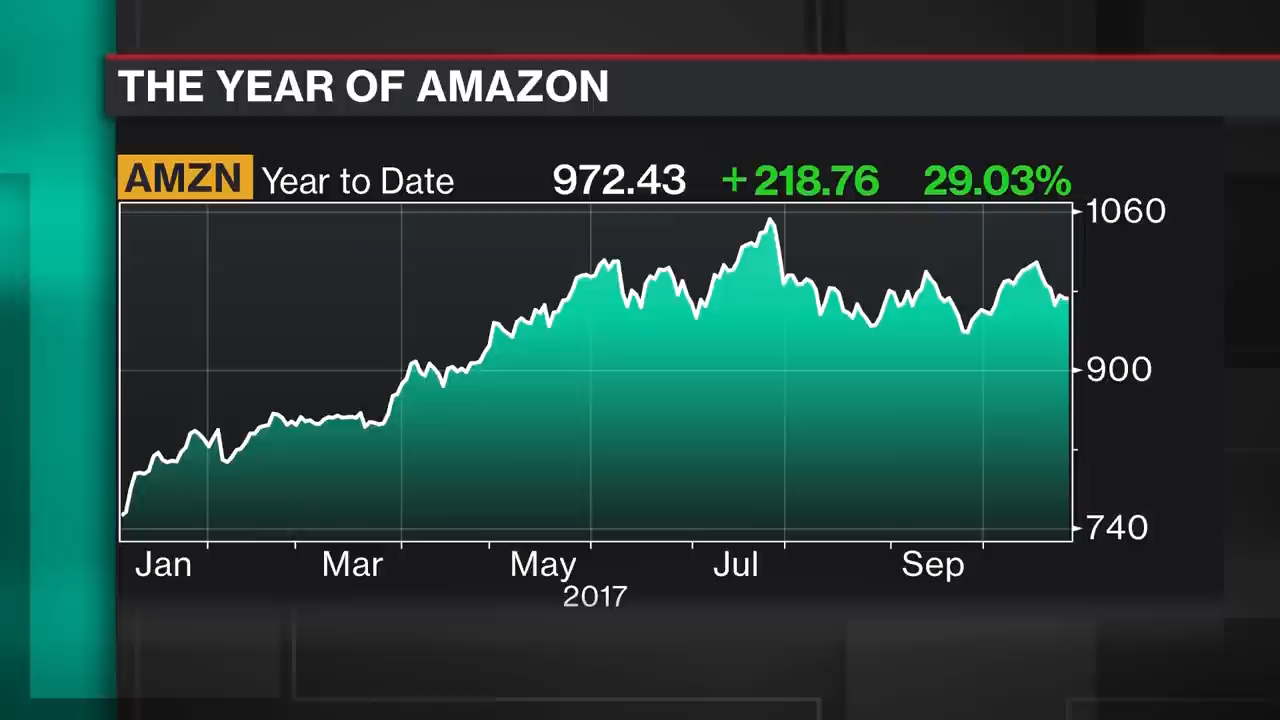 THE YEAR OF AMAZON
AMZN Year to Date 972.43 +218.76 29.03%
1060
900
740
Jan Mar May Jul Sep
2017